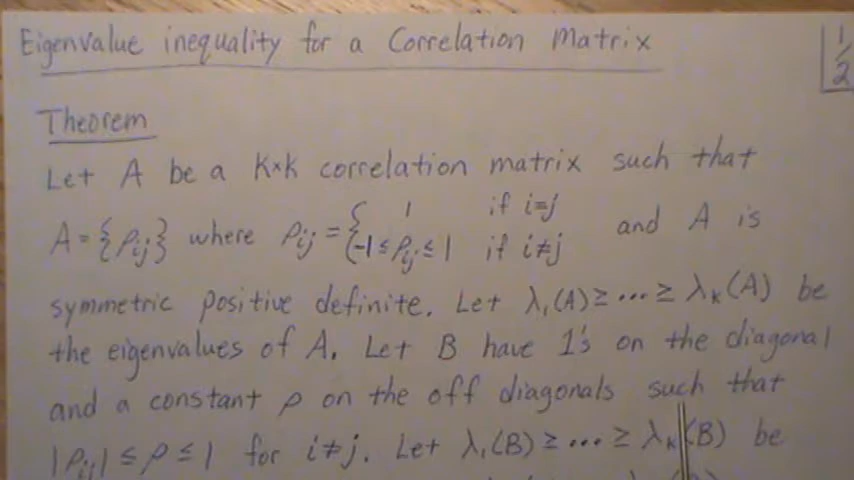 Eigenvalue inequality for a Correlation Matrix
1/2
Theorem
Let A be a K×K correlation matrix such that
A = {ρij} where ρij = { 1 if i=j
{ -1 ≤ ρij ≤ 1 if i≠j and A is
symmetric positive definite. Let λ1(A) ≥ ... ≥ λK(A) be
the eigenvalues of A. Let B have 1's on the diagonal
and a constant ρ on the off diagonals such that
|ρij| ≤ ρ ≤ 1 for i≠j. Let λ1(B) ≥ ... ≥ λK(B) be